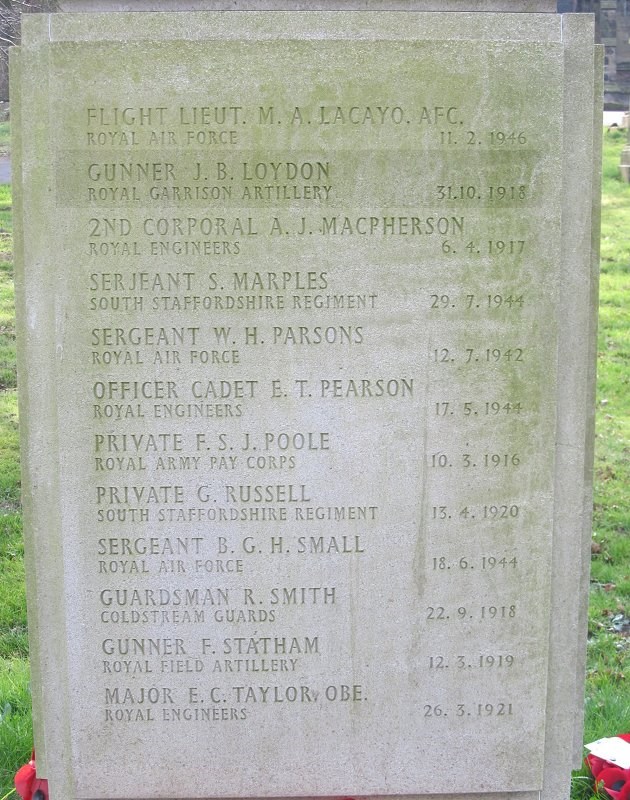 FLIGHT LIEUT. M. A. LACAYO. AFC.
ROYAL AIR FORCE 11. 2. 1946
GUNNER J. B. LOYDON
ROYAL GARRISON ARTILLERY 31.10. 1918
2ND CORPORAL A. J. MACPHERSON
ROYAL ENGINEERS 6. 4. 1917
SERJEANT S. MARPLES
SOUTH STAFFORDSHIRE REGIMENT 29. 7. 1944
SERGEANT W. H. PARSONS
ROYAL AIR FORCE 12. 7. 1942
OFFICER CADET E. T. PEARSON
ROYAL ENGINEERS 17. 5. 1944
PRIVATE F. S. J. POOLE
ROYAL ARMY PAY CORPS 10. 3. 1916
PRIVATE G. RUSSELL
SOUTH STAFFORDSHIRE REGIMENT 13. 4. 1920
SERGEANT B. G. H. SMALL
ROYAL AIR FORCE 18. 6. 1944
GUARDSMAN R. SMITH
COLDSTREAM GUARDS 22. 9. 1918
GUNNER F. STATHAM
ROYAL FIELD ARTILLERY 12. 3. 1919
MAJOR E. C. TAYLOR, OBE.
ROYAL ENGINEERS 26. 3. 1921